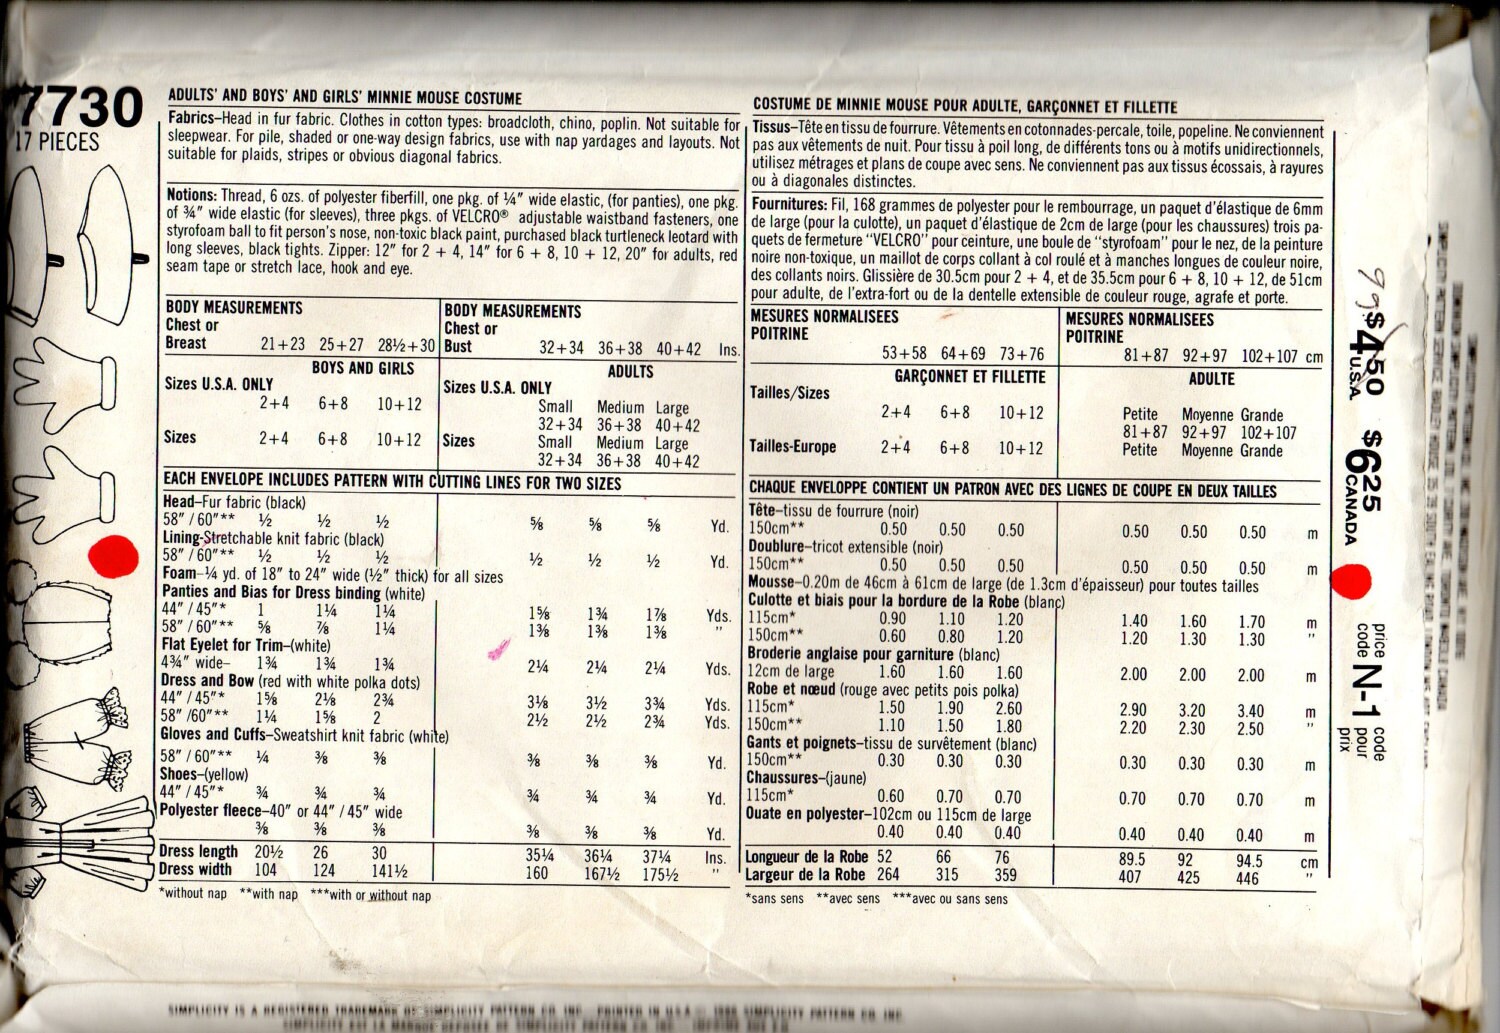 7730
17 PIECES
ADULTS' AND BOYS' AND GIRLS' MINNIE MOUSE COSTUME
Fabrics–Head in fur fabric. Clothes in cotton types: broadcloth, chino, poplin. Not suitable for
sleepwear. For pile, shaded or one-way design fabrics, use with nap yardages and layouts. Not
suitable for plaids, stripes or obvious diagonal fabrics.
Notions: Thread, 6 ozs. of polyester fiberfill, one pkg. of ¼" wide elastic, (for panties), one pkg.
of ¾" wide elastic (for sleeves), three pkgs. of VELCRO® adjustable waistband fasteners, one
styrofoam ball to fit person's nose, non-toxic black paint, purchased black turtleneck leotard with
long sleeves, black tights. Zipper: 12" for 2 + 4, 14" for 6 + 8, 10 + 12, 20" for adults, red
seam tape or stretch lace, hook and eye.
BODY MEASUREMENTS
Chest or
Breast 21+23 25+27 28½+30
BODY MEASUREMENTS
Chest or
Bust 32+34 36+38 40+42 Ins.
BOYS AND GIRLS
Sizes U.S.A. ONLY
2+4 6+8 10+12
Sizes 2+4 6+8 10+12
ADULTS
Sizes U.S.A. ONLY
Small Medium Large
32+34 36+38 40+42
Sizes Small Medium Large
32+34 36+38 40+42
EACH ENVELOPE INCLUDES PATTERN WITH CUTTING LINES FOR TWO SIZES
Head–Fur fabric (black)
58" / 60"** ½ ½ ½ ⅝ ⅝ ⅝ Yd.
Lining-Stretchable knit fabric (black)
58" / 60"** ½ ½ ½ ½ ½ ½ Yd.
Foam–¼ yd. of 18" to 24" wide (½" thick) for all sizes
Panties and Bias for Dress binding (white)
44" / 45"* 1 1¼ 1¼ 1⅝ 1¾ 1⅞ Yds.
58" / 60"** ⅝ ⅞ 1¼ 1⅜ 1⅜ 1⅜ "
Flat Eyelet for Trim–(white)
4¾" wide– 1¾ 1¾ 1¾ 2¼ 2¼ 2¼ Yds.
Dress and Bow (red with white polka dots)
44" / 45"* 1⅝ 2⅛ 2¾ 3⅛ 3½ 3¾ Yds.
58" /60"** 1¼ 1⅝ 2 2½ 2½ 2¾ Yds.
Gloves and Cuffs–Sweatshirt knit fabric (white)
58" / 60"** ¼ ⅜ ⅜ ⅜ ⅜ ⅜ Yd.
Shoes–(yellow)
44" / 45"* ¾ ¾ ¾ ¾ ¾ ¾ Yd.
Polyester fleece–40" or 44" / 45" wide
⅜ ⅜ ⅜ ⅜ ⅜ ⅜ Yd.
Dress length 20½ 26 30 35¼ 36¼ 37¼ Ins.
Dress width 104 124 141½ 160 167½ 175½ "
*without nap **with nap ***with or without nap
COSTUME DE MINNIE MOUSE POUR ADULTE, GARÇONNET ET FILLETTE
Tissus–Tête en tissu de fourrure. Vêtements en cotonnades-percale, toile, popeline. Ne conviennent
pas aux vêtements de nuit. Pour tissu à poil long, de différents tons ou à motifs unidirectionnels,
utilisez métrages et plans de coupe avec sens. Ne conviennent pas aux tissus écossais, à rayures
ou à diagonales distinctes.
Fournitures: Fil, 168 grammes de polyester pour le rembourrage, un paquet d'élastique de 6mm
de large (pour la culotte), un paquet d'élastique de 2cm de large (pour les chaussures) trois pa-
quets de fermeture "VELCRO" pour ceinture, une boule de "styrofoam" pour le nez, de la peinture
noire non-toxique, un maillot de corps collant à col roulé et à manches longues de couleur noire,
des collants noirs. Glissière de 30.5cm pour 2 + 4, et de 35.5cm pour 6 + 8, 10 + 12, de 51cm
pour adulte, de l'extra-fort ou de la dentelle extensible de couleur rouge, agrafe et porte.
MESURES NORMALISEES
POITRINE
53+58 64+69 73+76
MESURES NORMALISEES
POITRINE
81+87 92+97 102+107 cm
GARÇONNET ET FILLETTE
Tailles/Sizes
2+4 6+8 10+12
Tailles-Europe 2+4 6+8 10+12
ADULTE
Petite Moyenne Grande
81+87 92+97 102+107
Petite Moyenne Grande
CHAQUE ENVELOPPE CONTIENT UN PATRON AVEC DES LIGNES DE COUPE EN DEUX TAILLES
Tête–tissu de fourrure (noir)
150cm** 0.50 0.50 0.50 0.50 0.50 0.50 m
Doublure–tricot extensible (noir)
150cm** 0.50 0.50 0.50 0.50 0.50 0.50 m
Mousse–0.20m de 46cm à 61cm de large (de 1.3cm d'épaisseur) pour toutes tailles
Culotte et biais pour la bordure de la Robe (blanc)
115cm* 0.90 1.10 1.20 1.40 1.60 1.70 m
150cm** 0.60 0.80 1.20 1.20 1.30 1.30 "
Broderie anglaise pour garniture (blanc)
12cm de large 1.60 1.60 1.60 2.00 2.00 2.00 m
Robe et nœud (rouge avec petits pois polka)
115cm* 1.50 1.90 2.60 2.90 3.20 3.40 m
150cm** 1.10 1.50 1.80 2.20 2.30 2.50 "
Gants et poignets–tissu de survêtement (blanc)
150cm** 0.30 0.30 0.30 0.30 0.30 0.30 m
Chaussures–(jaune)
115cm* 0.60 0.70 0.70 0.70 0.70 0.70 m
Ouate en polyester–102cm ou 115cm de large
0.40 0.40 0.40 0.40 0.40 0.40 m
Longueur de la Robe 52 66 76 89.5 92 94.5 cm
Largeur de la Robe 264 315 359 407 425 446 "
*sans sens **avec sens ***avec ou sans sens
99
$4.50 U.S.A.
$6.25 CANADA
price code N-1 code pour prix
SIMPLICITY IS A REGISTERED TRADEMARK OF SIMPLICITY PATTERN CO. INC. PRINTED IN U.S.A.